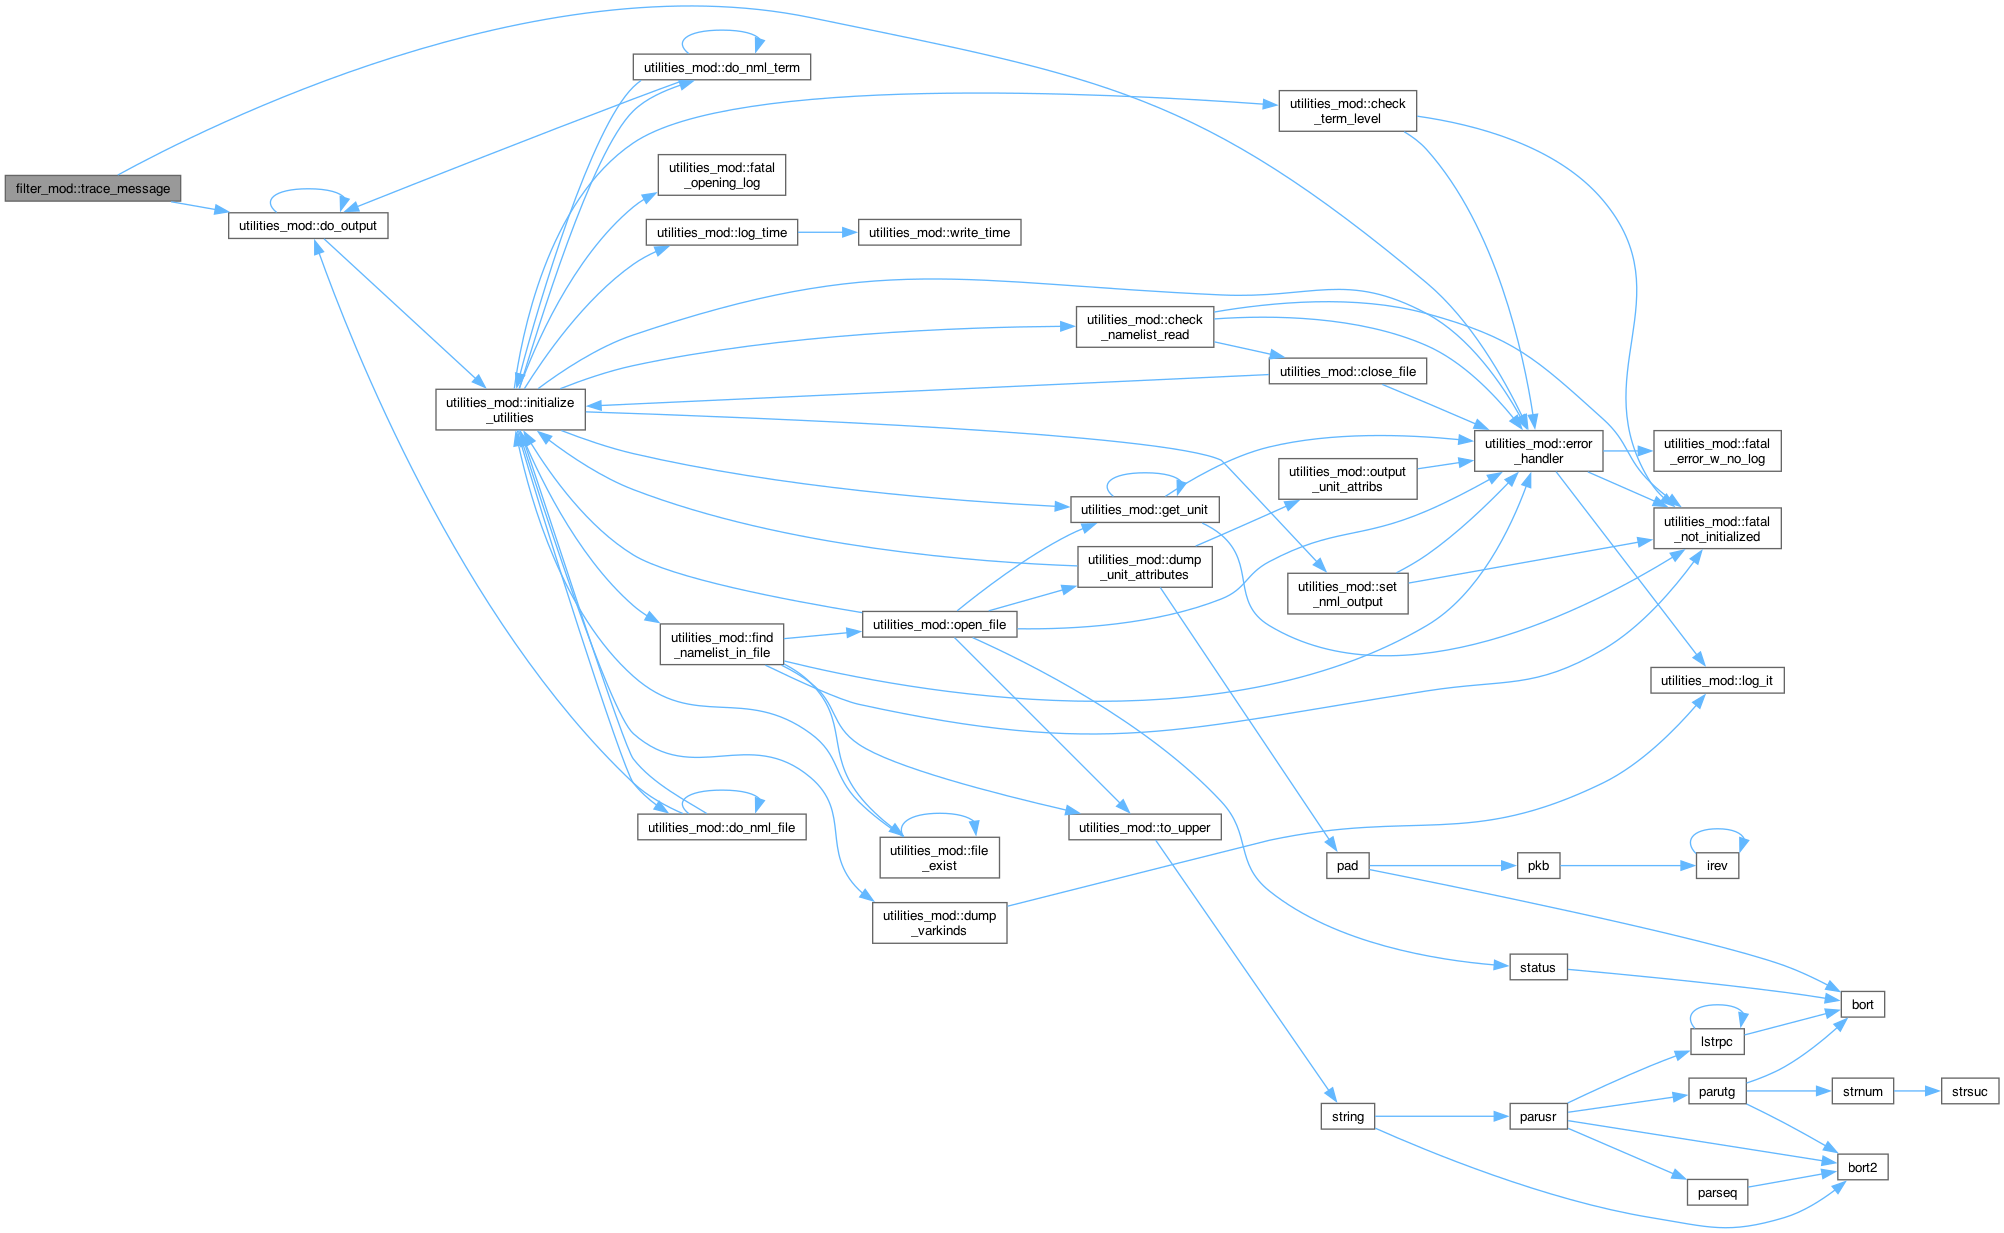 filter_mod::trace_message
utilities_mod::do_output
utilities_mod::do_nml_term
utilities_mod::fatal
_opening_log
utilities_mod::log_time
utilities_mod::write_time
utilities_mod::initialize
_utilities
utilities_mod::check
_term_level
utilities_mod::check
_namelist_read
utilities_mod::close_file
utilities_mod::error
_handler
utilities_mod::fatal
_error_w_no_log
utilities_mod::output
_unit_attribs
utilities_mod::get_unit
utilities_mod::fatal
_not_initialized
utilities_mod::dump
_unit_attributes
utilities_mod::set
_nml_output
utilities_mod::open_file
utilities_mod::find
_namelist_in_file
utilities_mod::log_it
utilities_mod::do_nml_file
utilities_mod::to_upper
utilities_mod::file
_exist
pad
pkb
irev
utilities_mod::dump
_varkinds
status
bort
lstrpc
parutg
strnum
strsuc
string
parusr
bort2
parseq